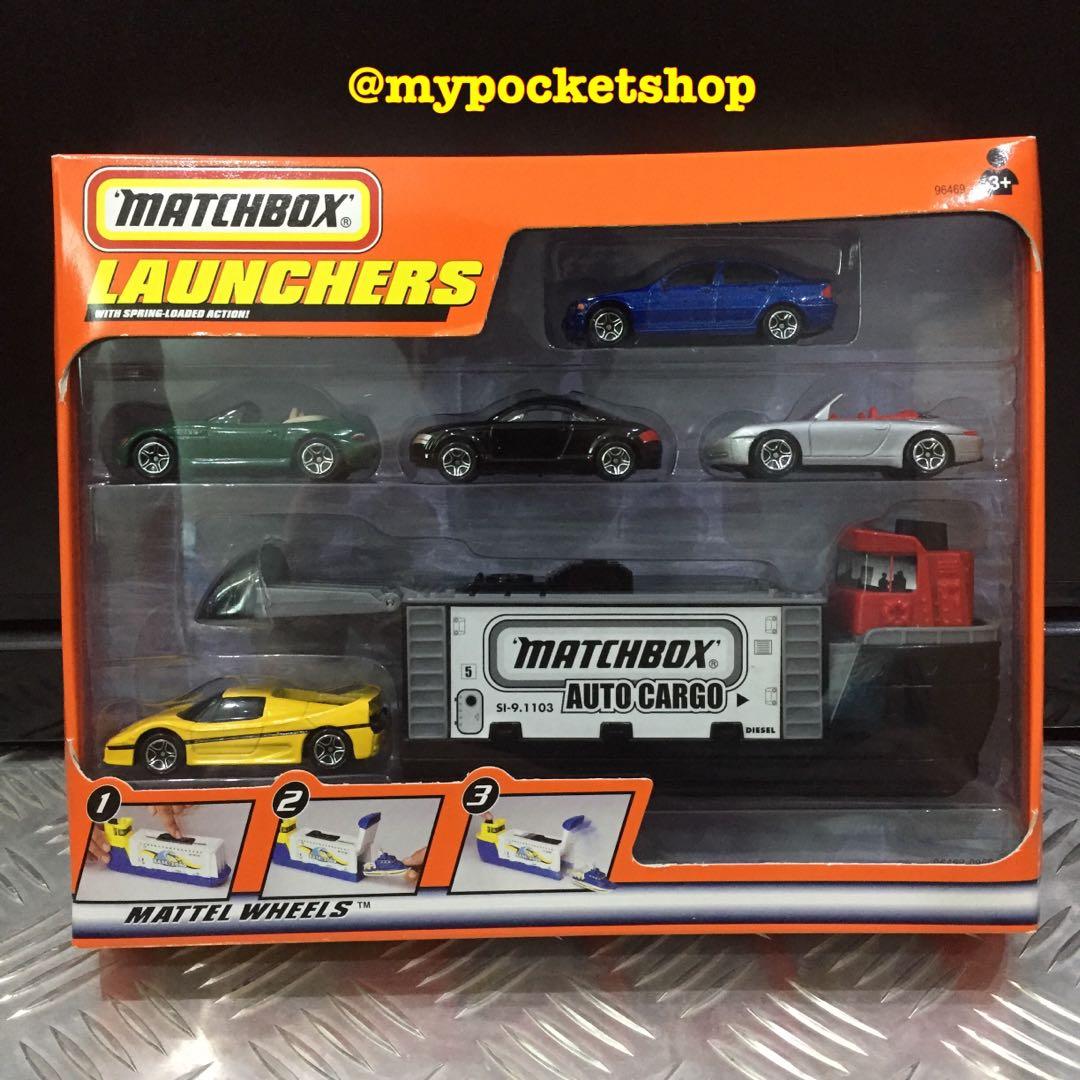 @mypocketshop
'MATCHBOX'®
96469
3+
LAUNCHERS
WITH SPRING-LOADED ACTION!
'MATCHBOX'®
5
SI-9.1103
AUTO CARGO
DIESEL
1
2
3
MATTEL WHEELS™